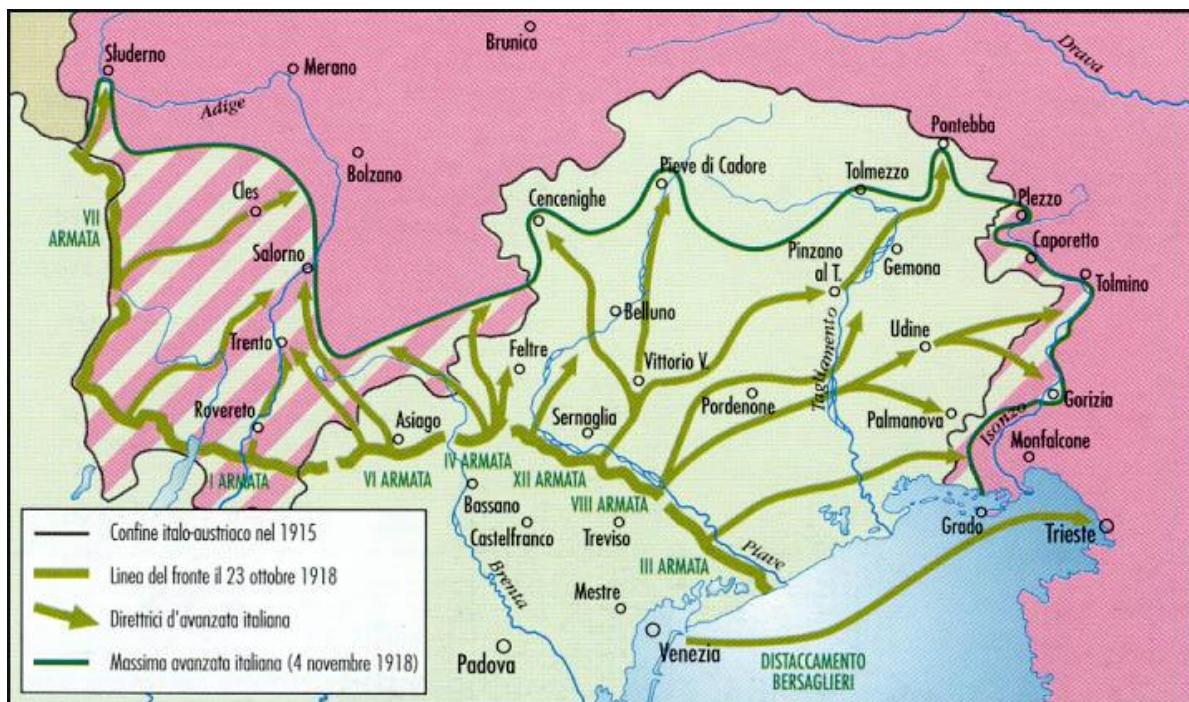 Brunico
Sluderno
Merano
Drava
Adige
Bolzano
Pontebba
Pieve di Cadore
Tolmezzo
Cles
Cencenighe
Plezzo
VII
ARMATA
Caporetto
Salorno
Pinzano
al T.
Gemona
Tolmino
Belluno
Tagliamento
Trento
Feltre
Udine
Vittorio V.
Rovereto
Asiago
Sernaglia
Pordenone
Palmanova
Gorizia
Isonzo
Monfalcone
I ARMATA
VI ARMATA
IV ARMATA
XII ARMATA
Bassano
VIII ARMATA
Castelfranco
Treviso
Grado
Trieste
Piave
III ARMATA
Brenta
Mestre
Padova
Venezia
DISTACCAMENTO
BERSAGLIERI
Confine italo-austriaco nel 1915
Linea del fronte il 23 ottobre 1918
Direttrici d'avanzata italiana
Massima avanzata italiana (4 novembre 1918)